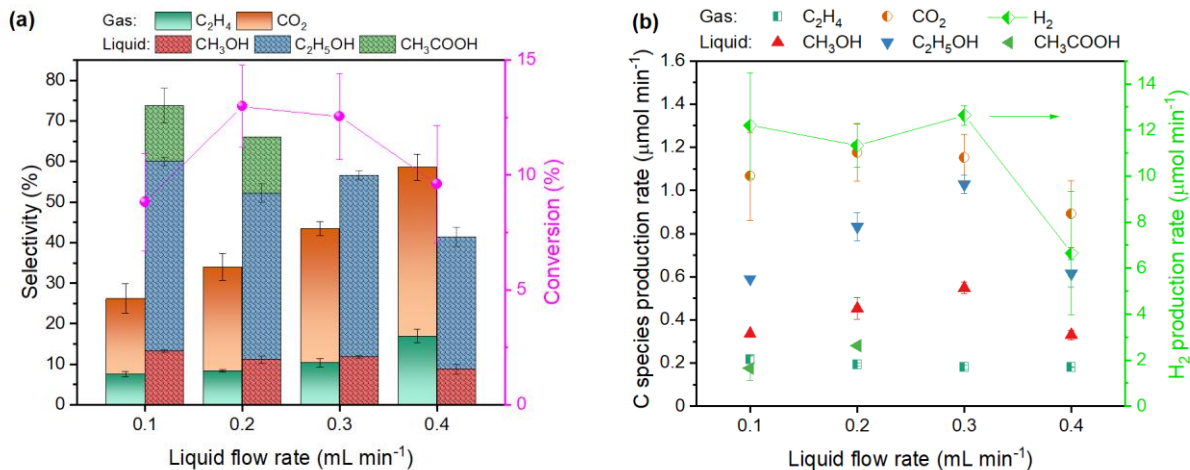 (a)
Gas: C₂H₄ CO₂
Liquid: CH₃OH C₂H₅OH CH₃COOH
Selectivity (%)
80
70
60
50
40
30
20
10
0
15
10
5
0
Conversion (%)
0.1 0.2 0.3 0.4
Liquid flow rate (mL min⁻¹)
(b)
Gas: C₂H₄ CO₂ H₂
Liquid: CH₃OH C₂H₅OH CH₃COOH
C species production rate (μmol min⁻¹)
1.6
1.4
1.2
1.0
0.8
0.6
0.4
0.2
0
14
12
10
8
6
4
2
0
H₂ production rate (μmol min⁻¹)
0.1 0.2 0.3 0.4
Liquid flow rate (mL min⁻¹)